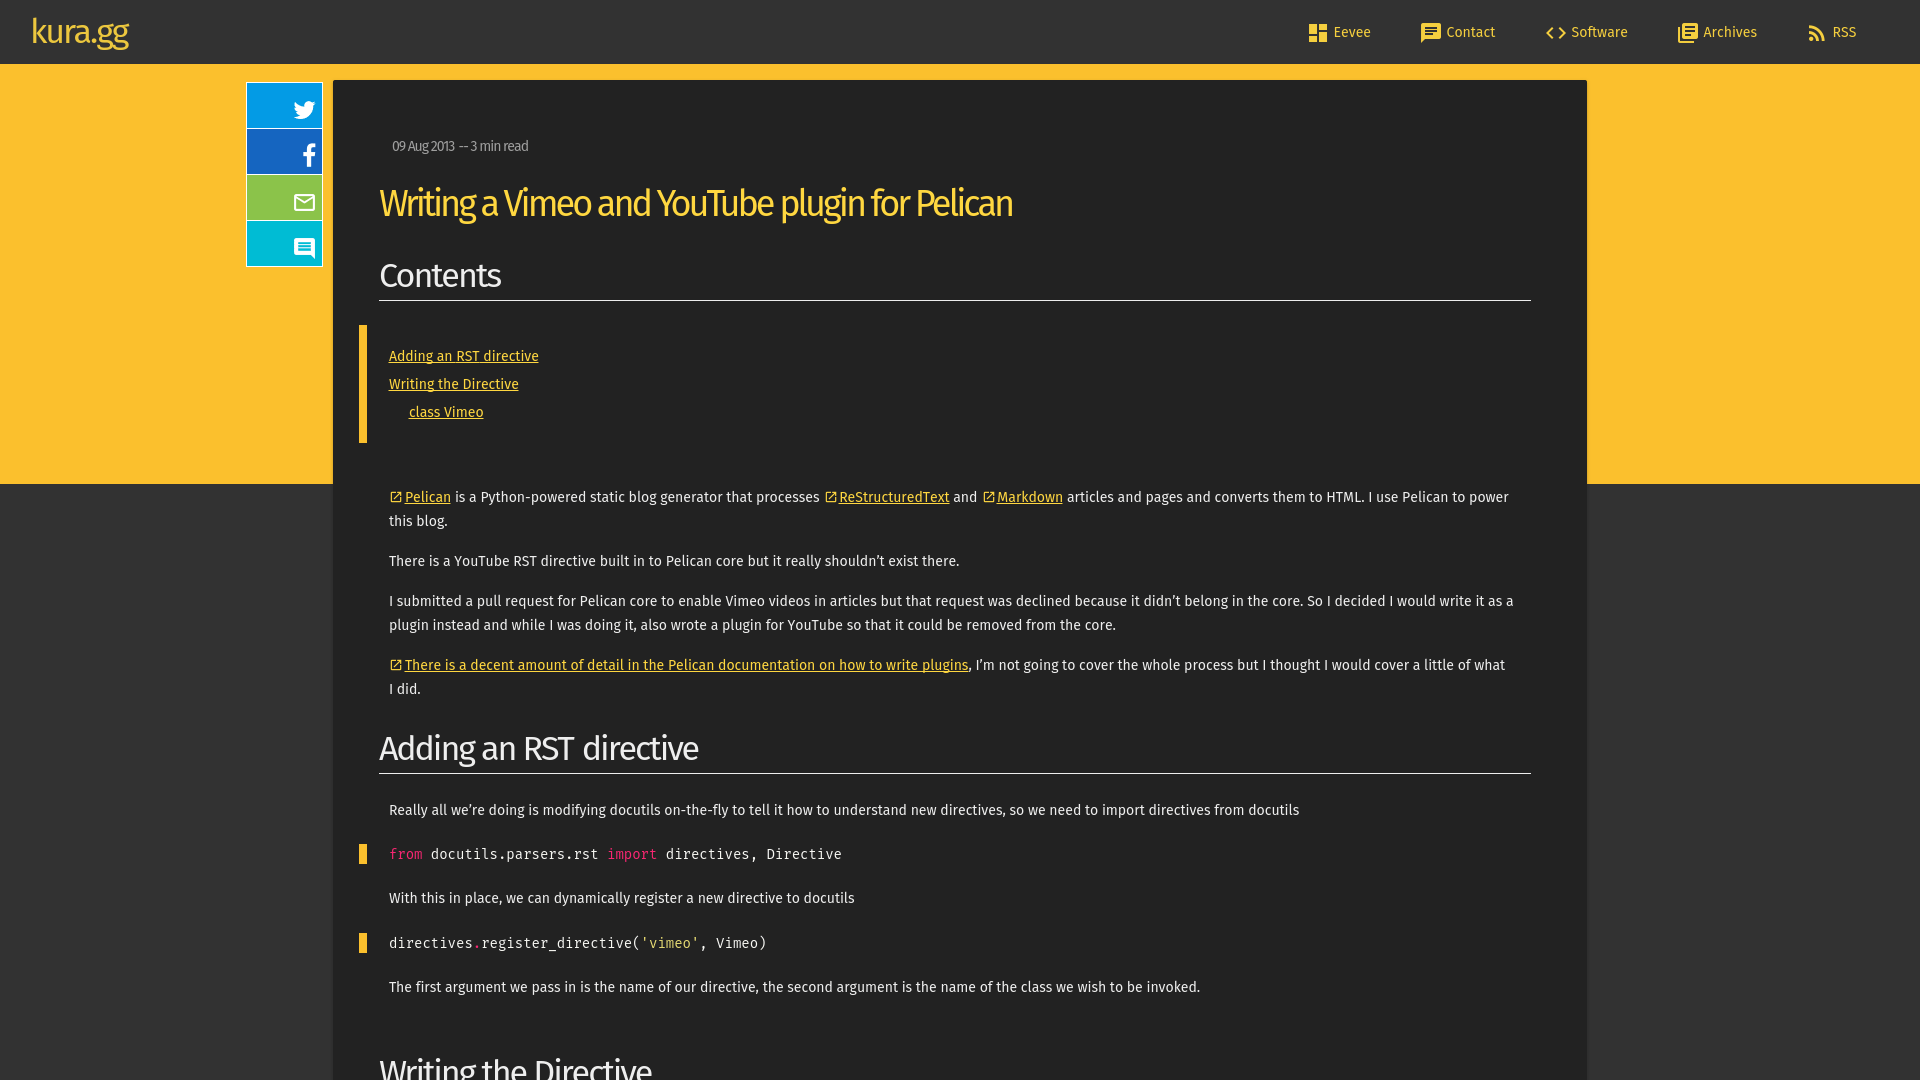 kura.gg
Eevee
Contact
Software
Archives
RSS
09 Aug 2013 -- 3 min read
Writing a Vimeo and YouTube plugin for Pelican
Contents
Adding an RST directive
Writing the Directive
class Vimeo
Pelican is a Python-powered static blog generator that processes ReStructuredText and Markdown articles and pages and converts them to HTML. I use Pelican to power
this blog.
There is a YouTube RST directive built in to Pelican core but it really shouldn’t exist there.
I submitted a pull request for Pelican core to enable Vimeo videos in articles but that request was declined because it didn’t belong in the core. So I decided I would write it as a
plugin instead and while I was doing it, also wrote a plugin for YouTube so that it could be removed from the core.
There is a decent amount of detail in the Pelican documentation on how to write plugins, I’m not going to cover the whole process but I thought I would cover a little of what
I did.
Adding an RST directive
Really all we’re doing is modifying docutils on-the-fly to tell it how to understand new directives, so we need to import directives from docutils
from docutils.parsers.rst import directives, Directive
With this in place, we can dynamically register a new directive to docutils
directives.register_directive('vimeo', Vimeo)
The first argument we pass in is the name of our directive, the second argument is the name of the class we wish to be invoked.
Writing the Directive